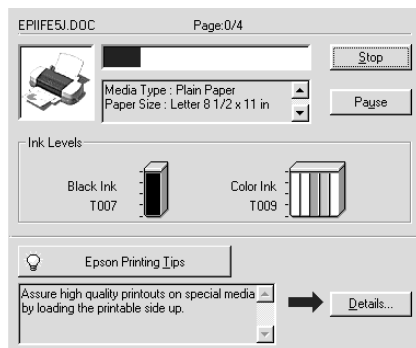 EPIIFE5J.DOC Page:0/4
Stop
Media Type : Plain Paper
Paper Size : Letter 8 1/2 x 11 in
Pause
Ink Levels
Black Ink
T007
Color Ink
T009
Epson Printing Tips
Assure high quality printouts on special media
by loading the printable side up.
Details...